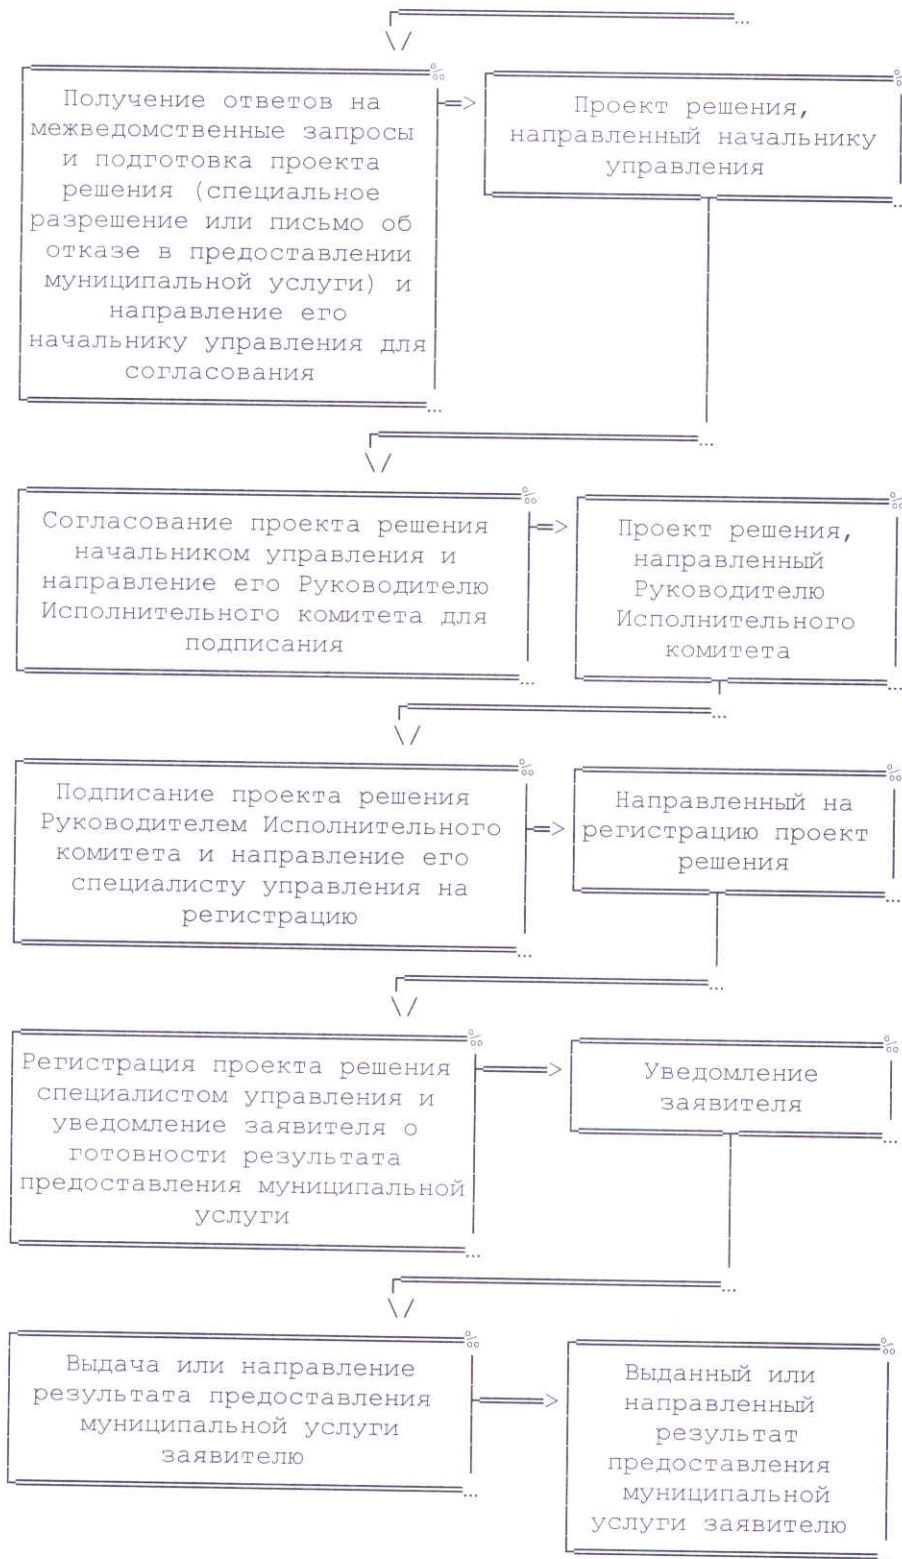 Получение ответов на
межведомственные запросы
и подготовка проекта
решения (специальное
разрешение или письмо об
отказе в предоставлении
муниципальной услуги) и
направление его
начальнику управления для
согласования
Проект решения,
направленный начальнику
управления
Согласование проекта решения
начальником управления и
направление его Руководителю
Исполнительного комитета для
подписания
Проект решения,
направленный
Руководителю
Исполнительного
комитета
Подписание проекта решения
Руководителем Исполнительного
комитета и направление его
специалисту управления на
регистрацию
Направленный на
регистрацию проект
решения
Регистрация проекта решения
специалистом управления и
уведомление заявителя о
готовности результата
предоставления муниципальной
услуги
Уведомление
заявителя
Выдача или направление
результата предоставления
муниципальной услуги
заявителю
Выданный или
направленный
результат
предоставления
муниципальной
услуги заявителю